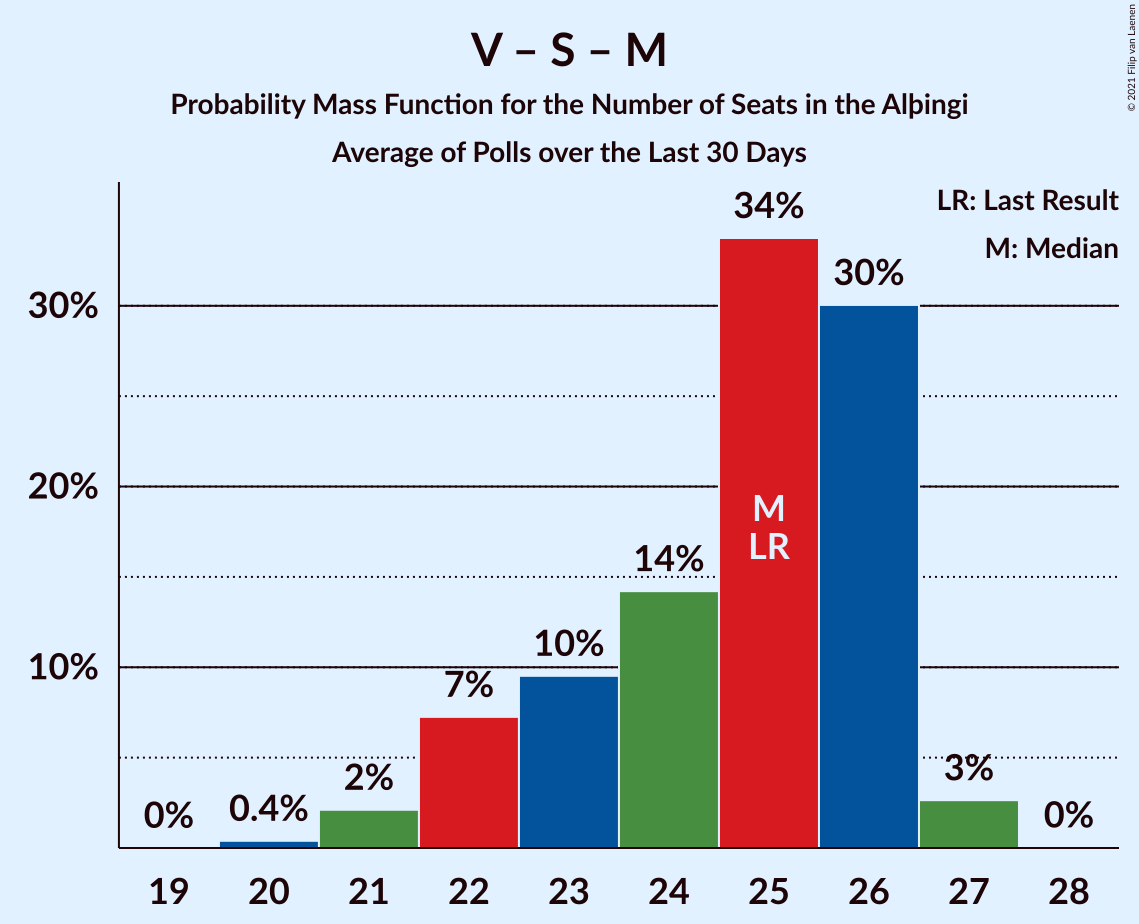 V – S – M
Probability Mass Function for the Number of Seats in the Alþingi
Average of Polls over the Last 30 Days
© 2021 Filip van Laenen
LR: Last Result
M: Median
30%
20%
10%
0%
0.4%
2%
7%
10%
14%
34%
30%
3%
0%
M
LR
19 20 21 22 23 24 25 26 27 28